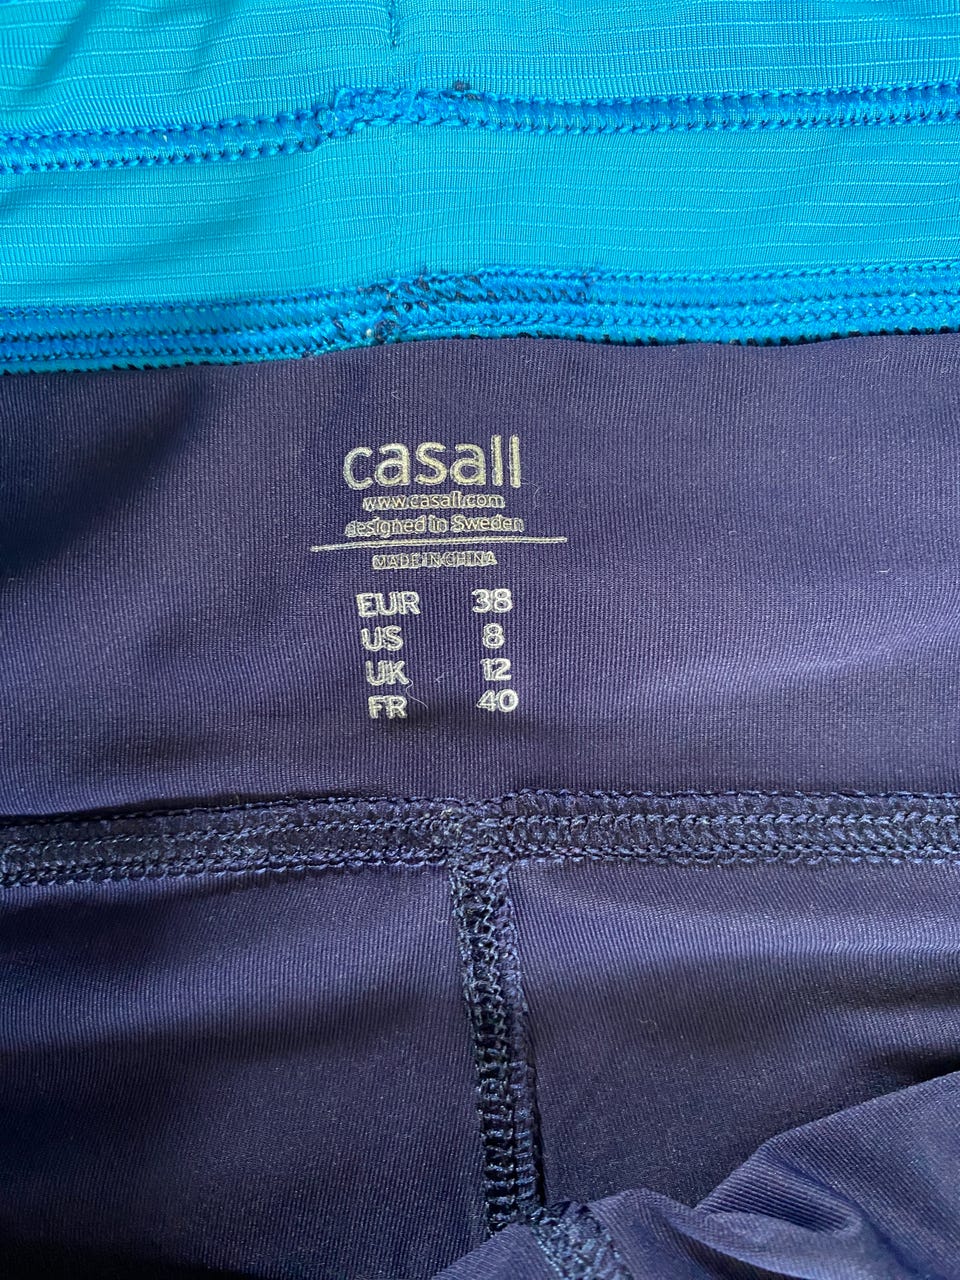 casall
www.casall.com
designed in Sweden
MADE IN CHINA
EUR 38
US 8
UK 12
FR 40